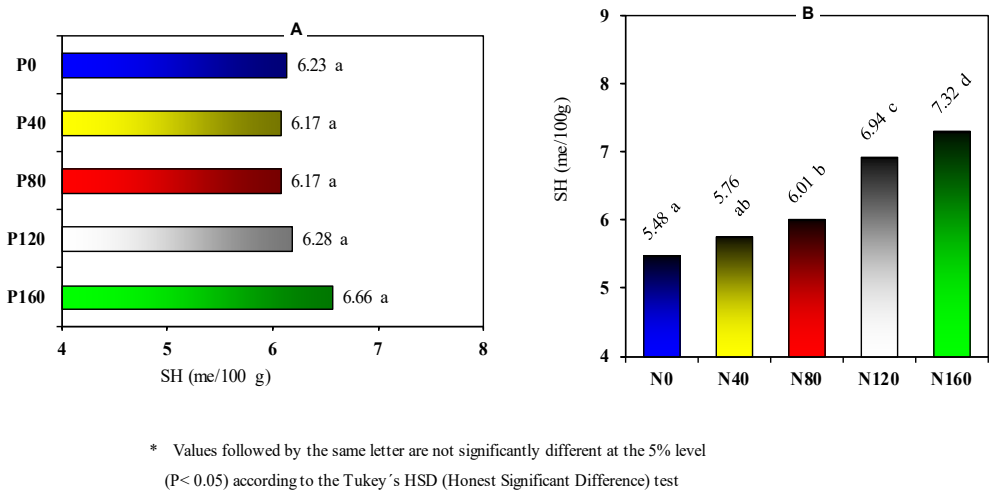 A
P0
6.23 a
P40
6.17 a
P80
6.17 a
P120
6.28 a
P160
6.66 a
4 5 6 7 8
SH (me/100 g)
B
9
8
7
6
5
4
SH (me/100g)
5.48 a
5.76
ab
6.01 b
6.94 c
7.32 d
N0 N40 N80 N120 N160
* Values followed by the same letter are not significantly different at the 5% level
(P< 0.05) according to the Tukey´s HSD (Honest Significant Difference) test